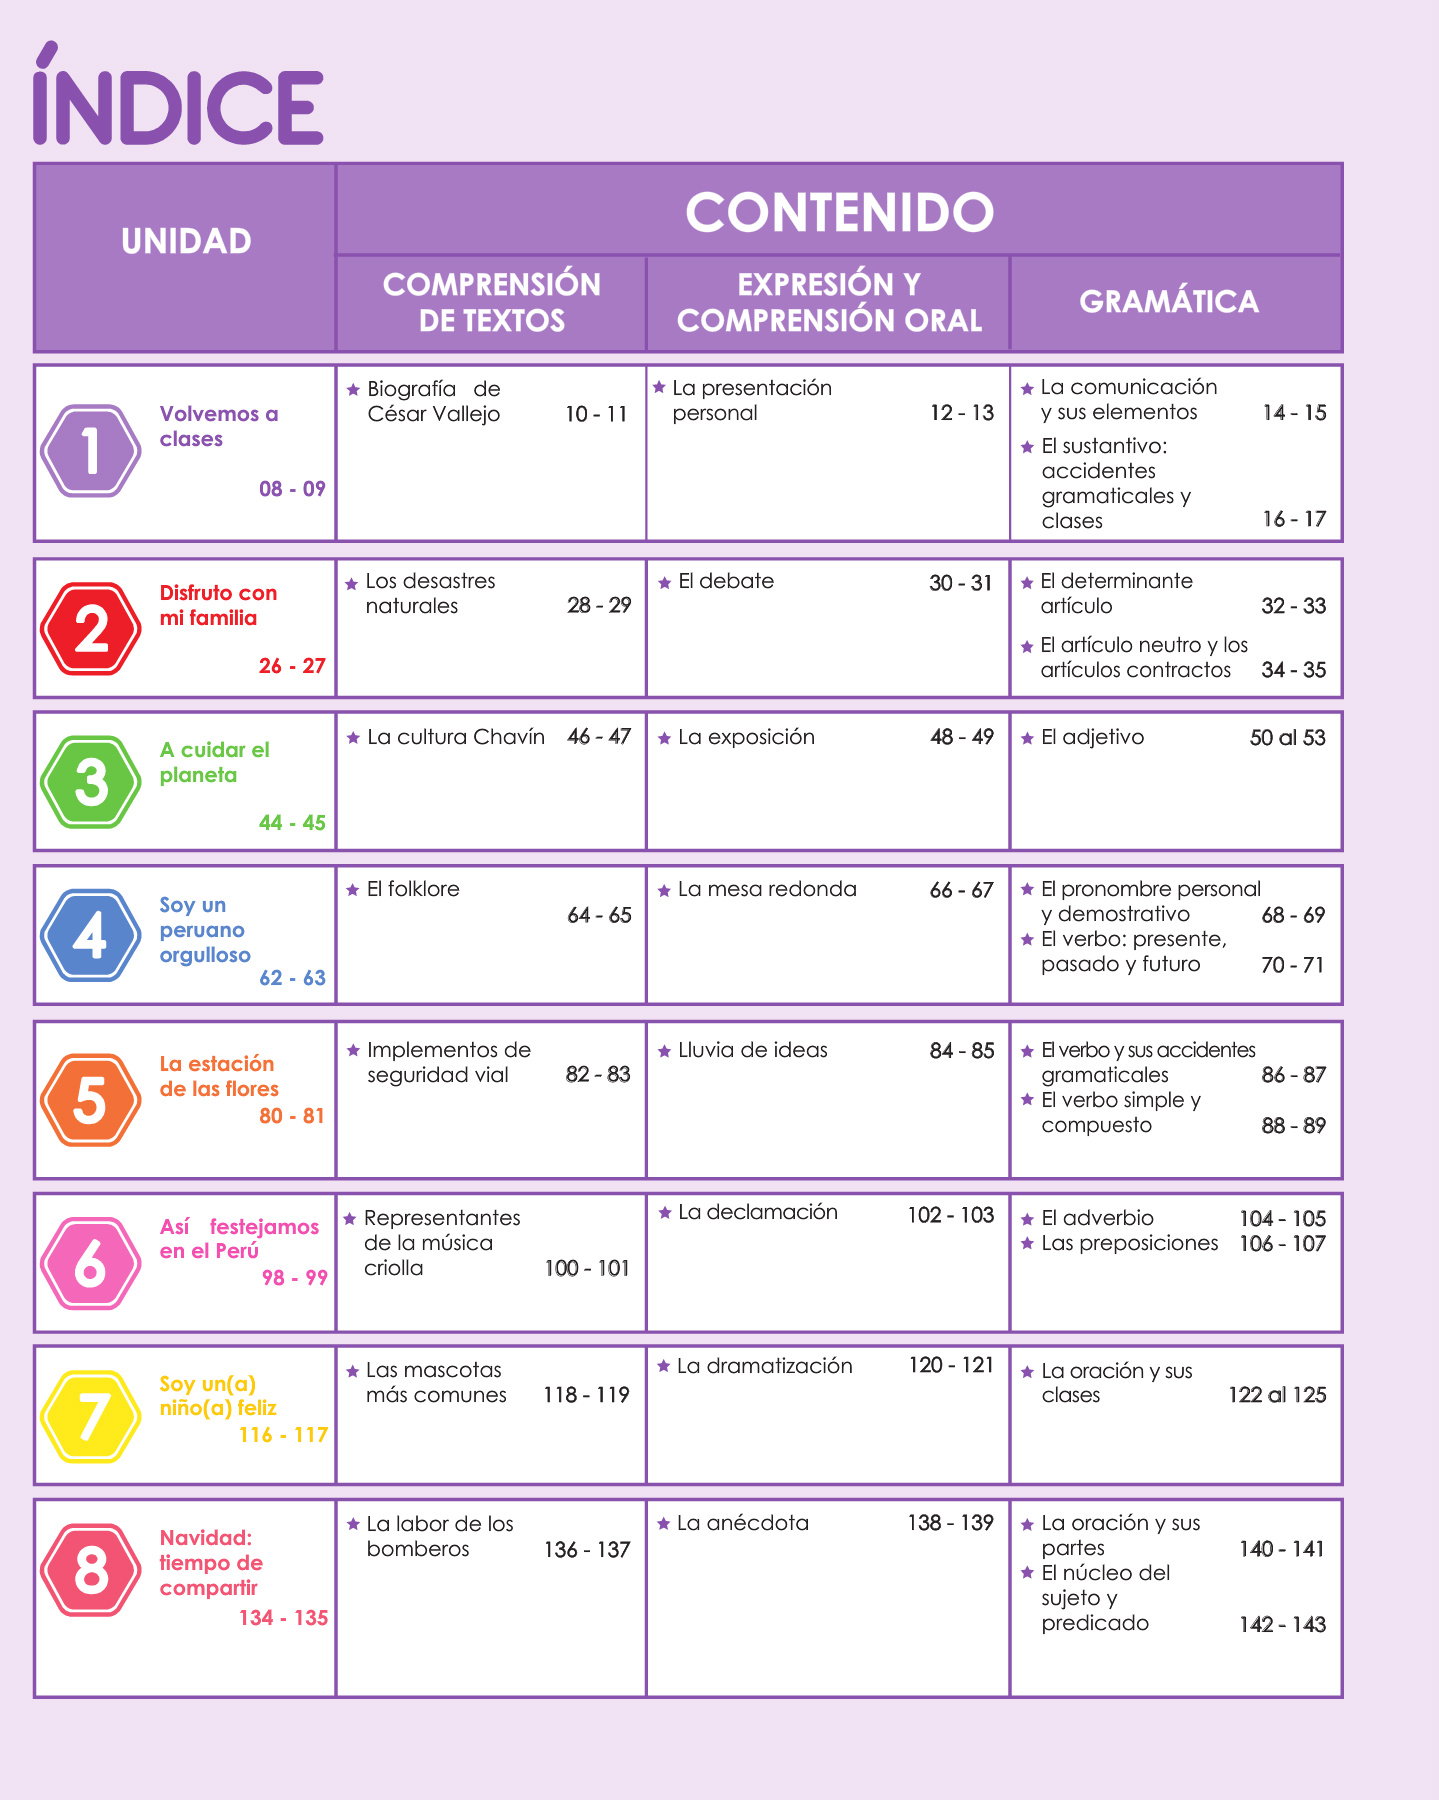 ÍNDICE
UNIDAD
CONTENIDO
COMPRENSIÓN
DE TEXTOS
EXPRESIÓN Y
COMPRENSIÓN ORAL
GRAMÁTICA
1
Volvemos a
clases
08 - 09
Biografía de
César Vallejo 10 - 11
La presentación
personal 12 - 13
La comunicación
y sus elementos 14 - 15
El sustantivo:
accidentes
gramaticales y
clases 16 - 17
2
Disfruto con
mi familia
26 - 27
Los desastres
naturales 28 - 29
El debate 30 - 31
El determinante
artículo 32 - 33
El artículo neutro y los
artículos contractos 34 - 35
3
A cuidar el
planeta
44 - 45
La cultura Chavín 46 - 47
La exposición 48 - 49
El adjetivo 50 al 53
4
Soy un
peruano
orgulloso
62 - 63
El folklore
64 - 65
La mesa redonda 66 - 67
El pronombre personal
y demostrativo 68 - 69
El verbo: presente,
pasado y futuro 70 - 71
5
La estación
de las flores
80 - 81
Implementos de
seguridad vial 82 - 83
Lluvia de ideas 84 - 85
El verbo y sus accidentes
gramaticales 86 - 87
El verbo simple y
compuesto 88 - 89
6
Así festejamos
en el Perú
98 - 99
Representantes
de la música
criolla 100 - 101
La declamación 102 - 103
El adverbio 104 - 105
Las preposiciones 106 - 107
7
Soy un(a)
niño(a) feliz
116 - 117
Las mascotas
más comunes 118 - 119
La dramatización 120 - 121
La oración y sus
clases 122 al 125
8
Navidad:
tiempo de
compartir
134 - 135
La labor de los
bomberos 136 - 137
La anécdota 138 - 139
La oración y sus
partes 140 - 141
El núcleo del
sujeto y
predicado 142 - 143